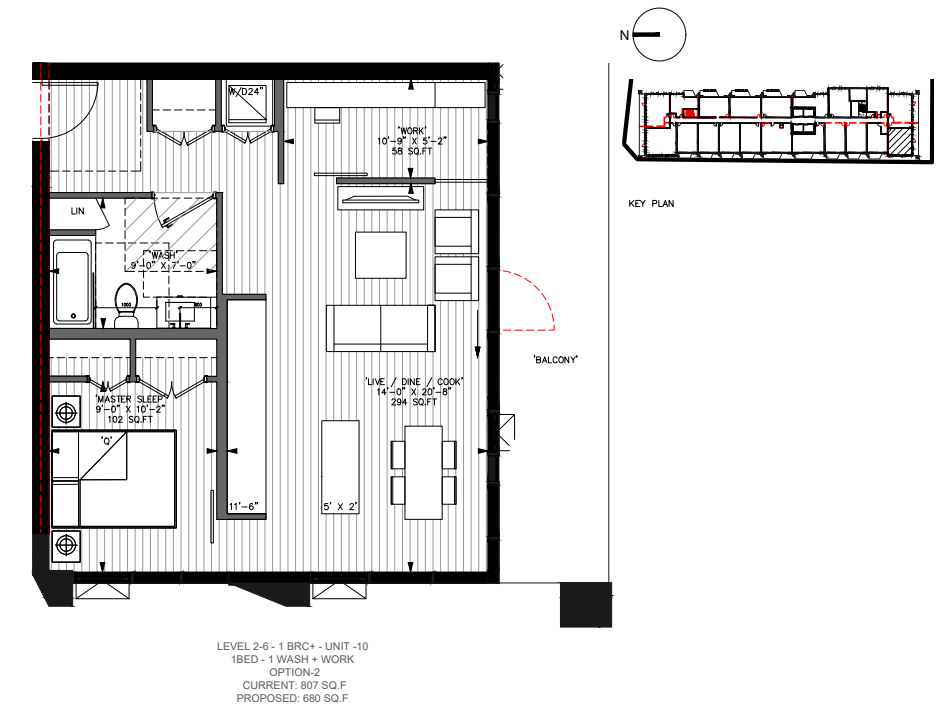 N
KEY PLAN
W/D24"
'WORK'
10'-9" X 5'-2"
58 SQ.FT
LIN
'WASH'
9'-0" X 7'-0"
1000
'BALCONY'
'LIVE / DINE / COOK'
14'-0" X 20'-8"
294 SQ.FT
'MASTER SLEEP'
9'-0" X 10'-2"
102 SQ.FT
'Q'
11'-6"
5' X 2'
LEVEL 2-6 - 1 BRC+ - UNIT -10
1BED - 1 WASH + WORK
OPTION-2
CURRENT: 807 SQ.F
PROPOSED: 680 SQ.F